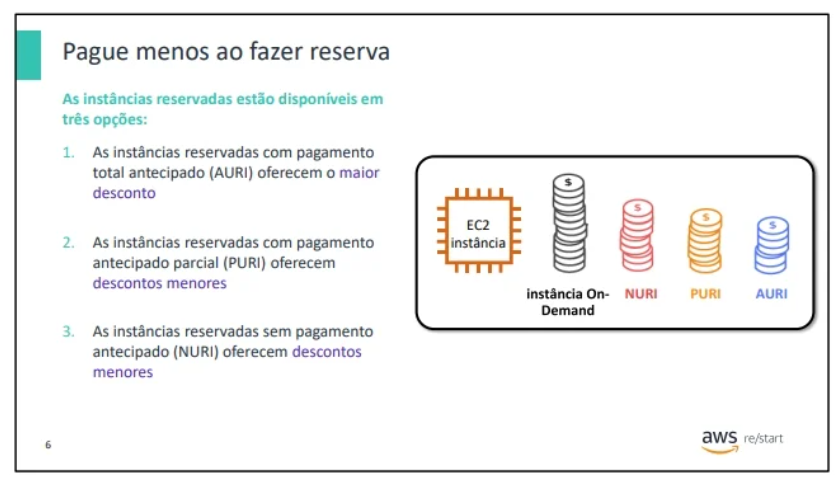 Pague menos ao fazer reserva
As instâncias reservadas estão disponíveis em
três opções:
1. As instâncias reservadas com pagamento
total antecipado (AURI) oferecem o maior
desconto
2. As instâncias reservadas com pagamento
antecipado parcial (PURI) oferecem
descontos menores
3. As instâncias reservadas sem pagamento
antecipado (NURI) oferecem descontos
menores
EC2
instância
$
$
$
$
instância On-
Demand
NURI
PURI
AURI
6
aws re/start